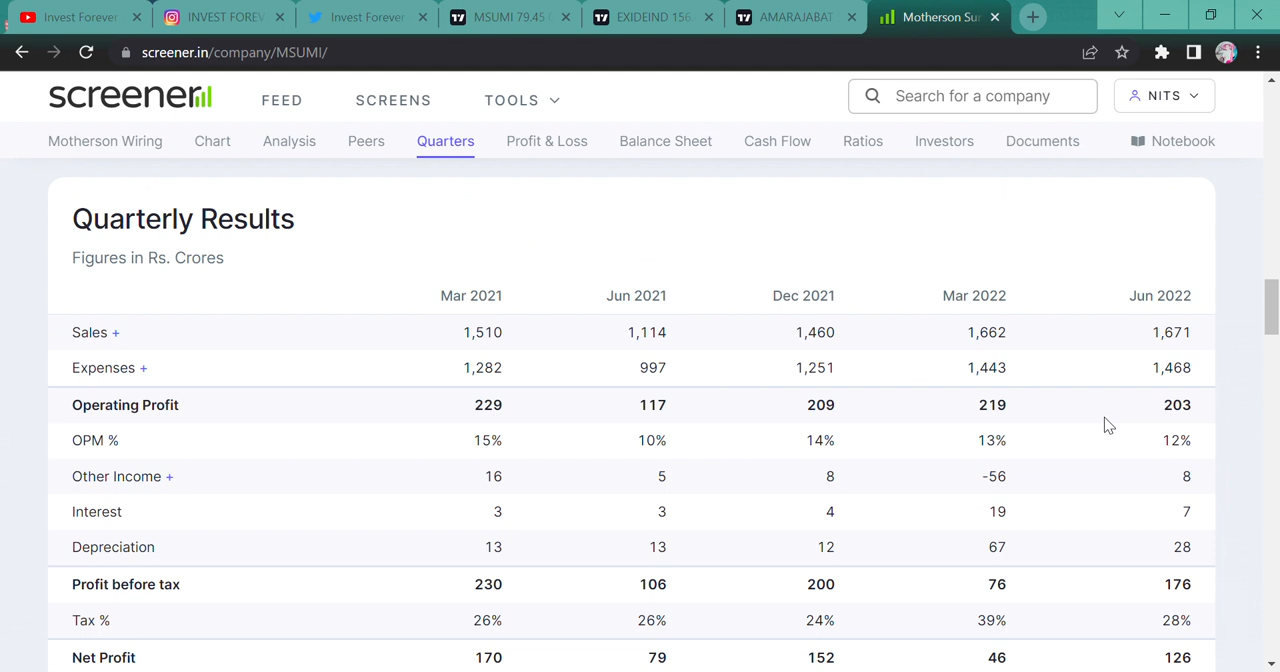 Invest Forever
INVEST FOREV
Invest Forever
MSUMI 79.45
EXIDEIND 156.
AMARAJABAT
Motherson Su
screener.in/company/MSUMI/
screener
FEED
SCREENS
TOOLS
Search for a company
NITS
Motherson Wiring Chart Analysis Peers Quarters Profit & Loss Balance Sheet Cash Flow Ratios Investors Documents Notebook
Quarterly Results
Figures in Rs. Crores
Mar 2021 Jun 2021 Dec 2021 Mar 2022 Jun 2022
Sales + 1,510 1,114 1,460 1,662 1,671
Expenses + 1,282 997 1,251 1,443 1,468
Operating Profit 229 117 209 219 203
OPM % 15% 10% 14% 13% 12%
Other Income + 16 5 8 -56 8
Interest 3 3 4 19 7
Depreciation 13 13 12 67 28
Profit before tax 230 106 200 76 176
Tax % 26% 26% 24% 39% 28%
Net Profit 170 79 152 46 126